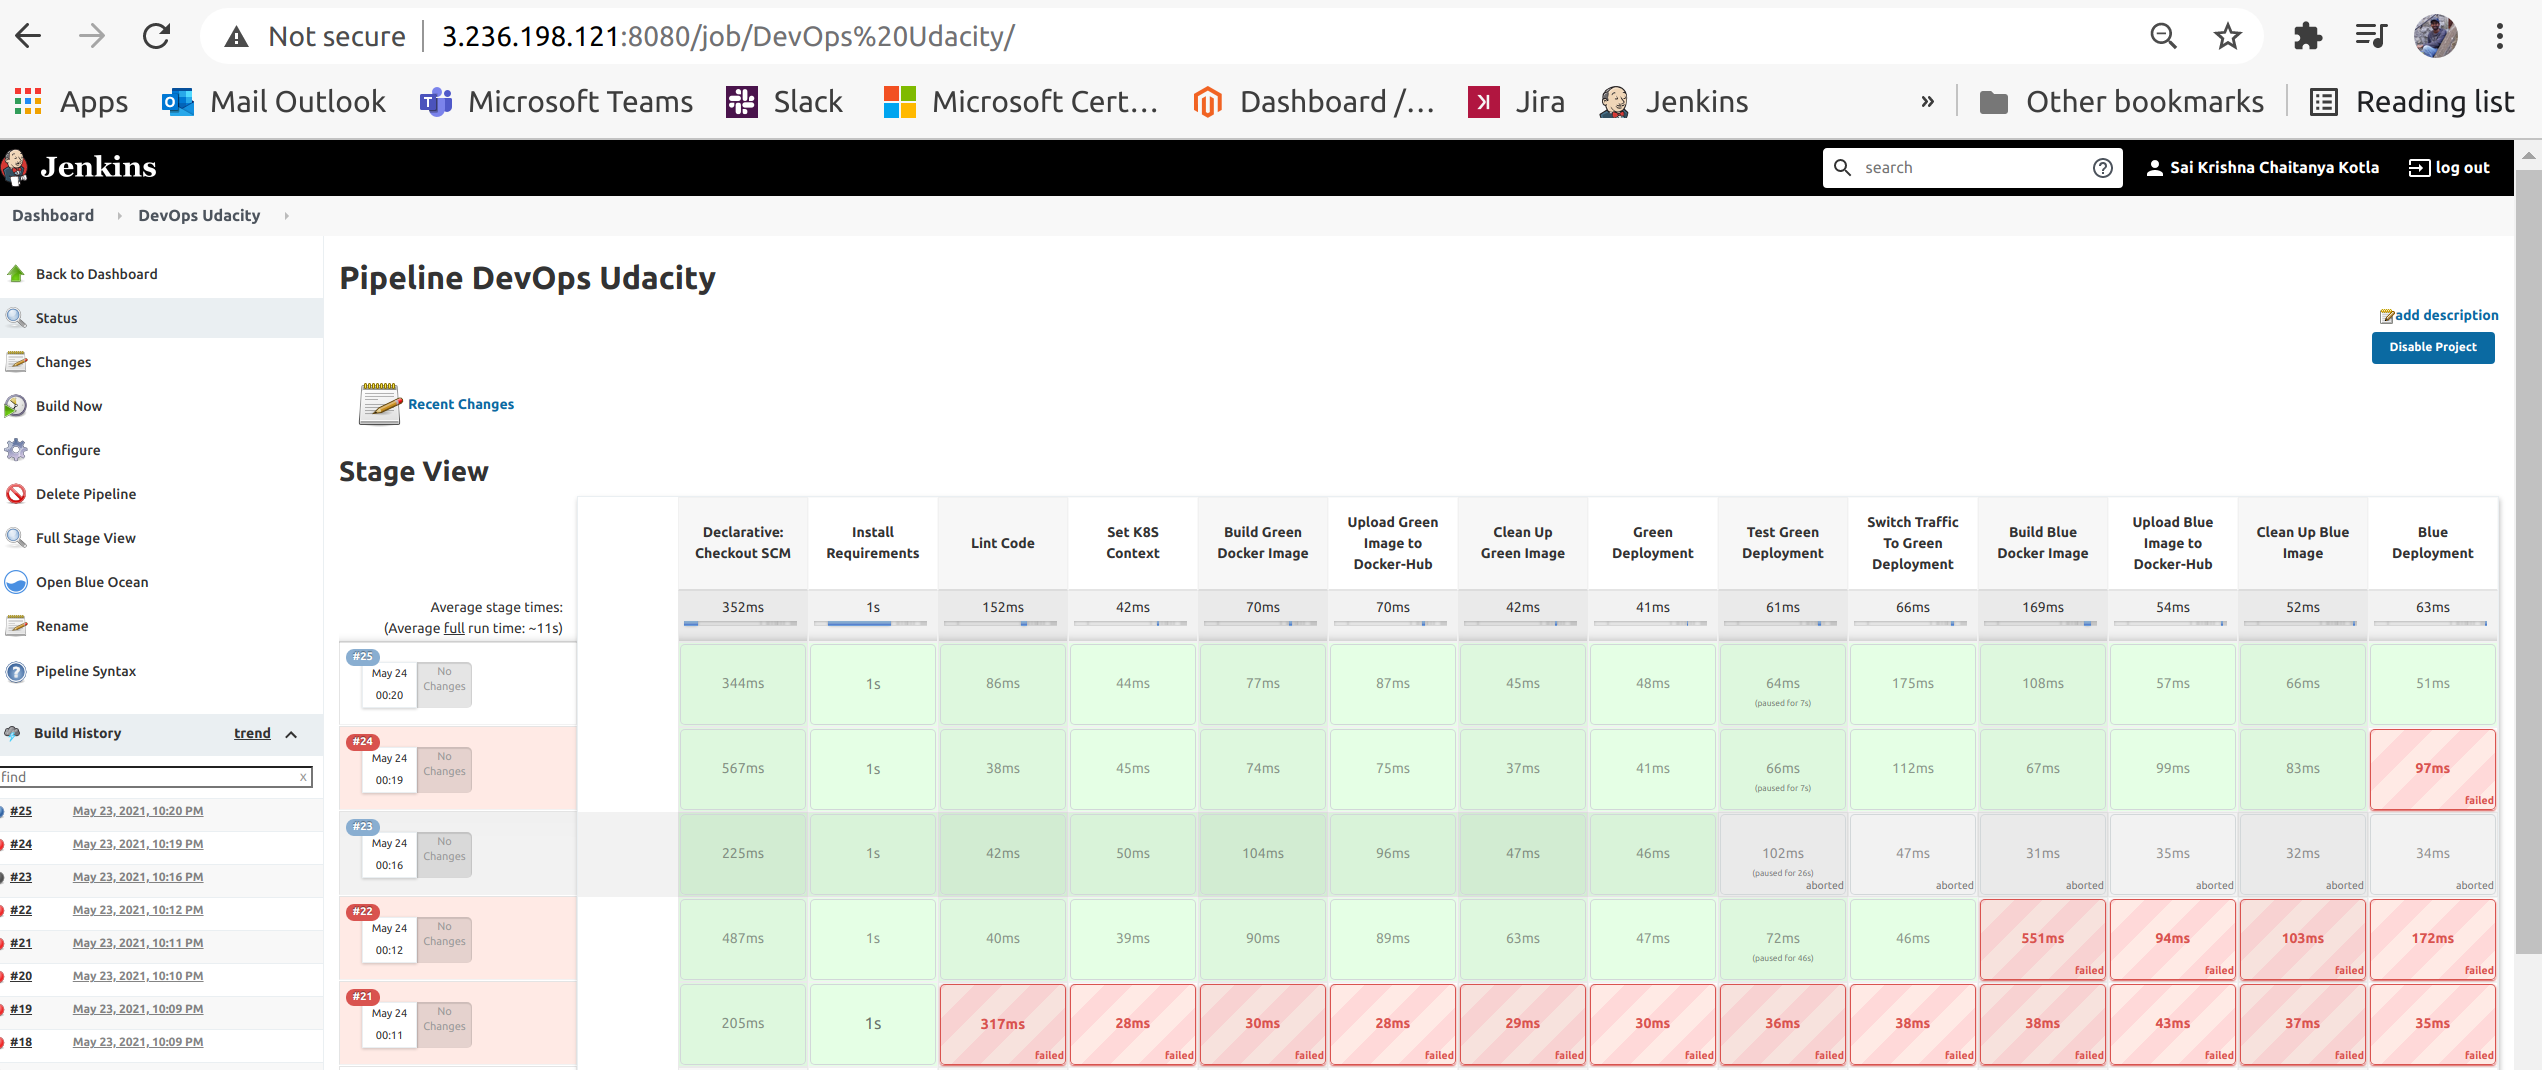 Not secure 3.236.198.121:8080/job/DevOps%20Udacity/
Apps Mail Outlook Microsoft Teams Slack Microsoft Cert... Dashboard /... Jira Jenkins » Other bookmarks Reading list
Jenkins search Sai Krishna Chaitanya Kotla log out
Dashboard DevOps Udacity
Back to Dashboard
Status
Changes
Build Now
Configure
Delete Pipeline
Full Stage View
Open Blue Ocean
Rename
Pipeline Syntax
Build History trend
find x
#25 May 23, 2021, 10:20 PM
#24 May 23, 2021, 10:19 PM
#23 May 23, 2021, 10:16 PM
#22 May 23, 2021, 10:12 PM
#21 May 23, 2021, 10:11 PM
#20 May 23, 2021, 10:10 PM
#19 May 23, 2021, 10:09 PM
#18 May 23, 2021, 10:09 PM
Pipeline DevOps Udacity
add description
Disable Project
Recent Changes
Stage View
Declarative: Checkout SCM
Install Requirements
Lint Code
Set K8S Context
Build Green Docker Image
Upload Green Image to Docker-Hub
Clean Up Green Image
Green Deployment
Test Green Deployment
Switch Traffic To Green Deployment
Build Blue Docker Image
Upload Blue Image to Docker-Hub
Clean Up Blue Image
Blue Deployment
Average stage times:
(Average full run time: ~11s)
352ms 1s 152ms 42ms 70ms 70ms 42ms 41ms 61ms 66ms 169ms 54ms 52ms 63ms
#25
May 24 No
00:20 Changes
344ms 1s 86ms 44ms 77ms 87ms 45ms 48ms 64ms 175ms 108ms 57ms 66ms 51ms
(paused for 7s)
#24
May 24 No
00:19 Changes
567ms 1s 38ms 45ms 74ms 75ms 37ms 41ms 66ms 112ms 67ms 99ms 83ms 97ms
(paused for 7s)
failed
#23
May 24 No
00:16 Changes
225ms 1s 42ms 50ms 104ms 96ms 47ms 46ms 102ms 47ms 31ms 35ms 32ms 34ms
(paused for 26s)
aborted aborted aborted aborted aborted aborted
#22
May 24 No
00:12 Changes
487ms 1s 40ms 39ms 90ms 89ms 63ms 47ms 72ms 46ms 551ms 94ms 103ms 172ms
(paused for 46s)
failed failed failed failed
#21
May 24 No
00:11 Changes
205ms 1s 317ms 28ms 30ms 28ms 29ms 30ms 36ms 38ms 38ms 43ms 37ms 35ms
failed failed failed failed failed failed failed failed failed failed failed failed